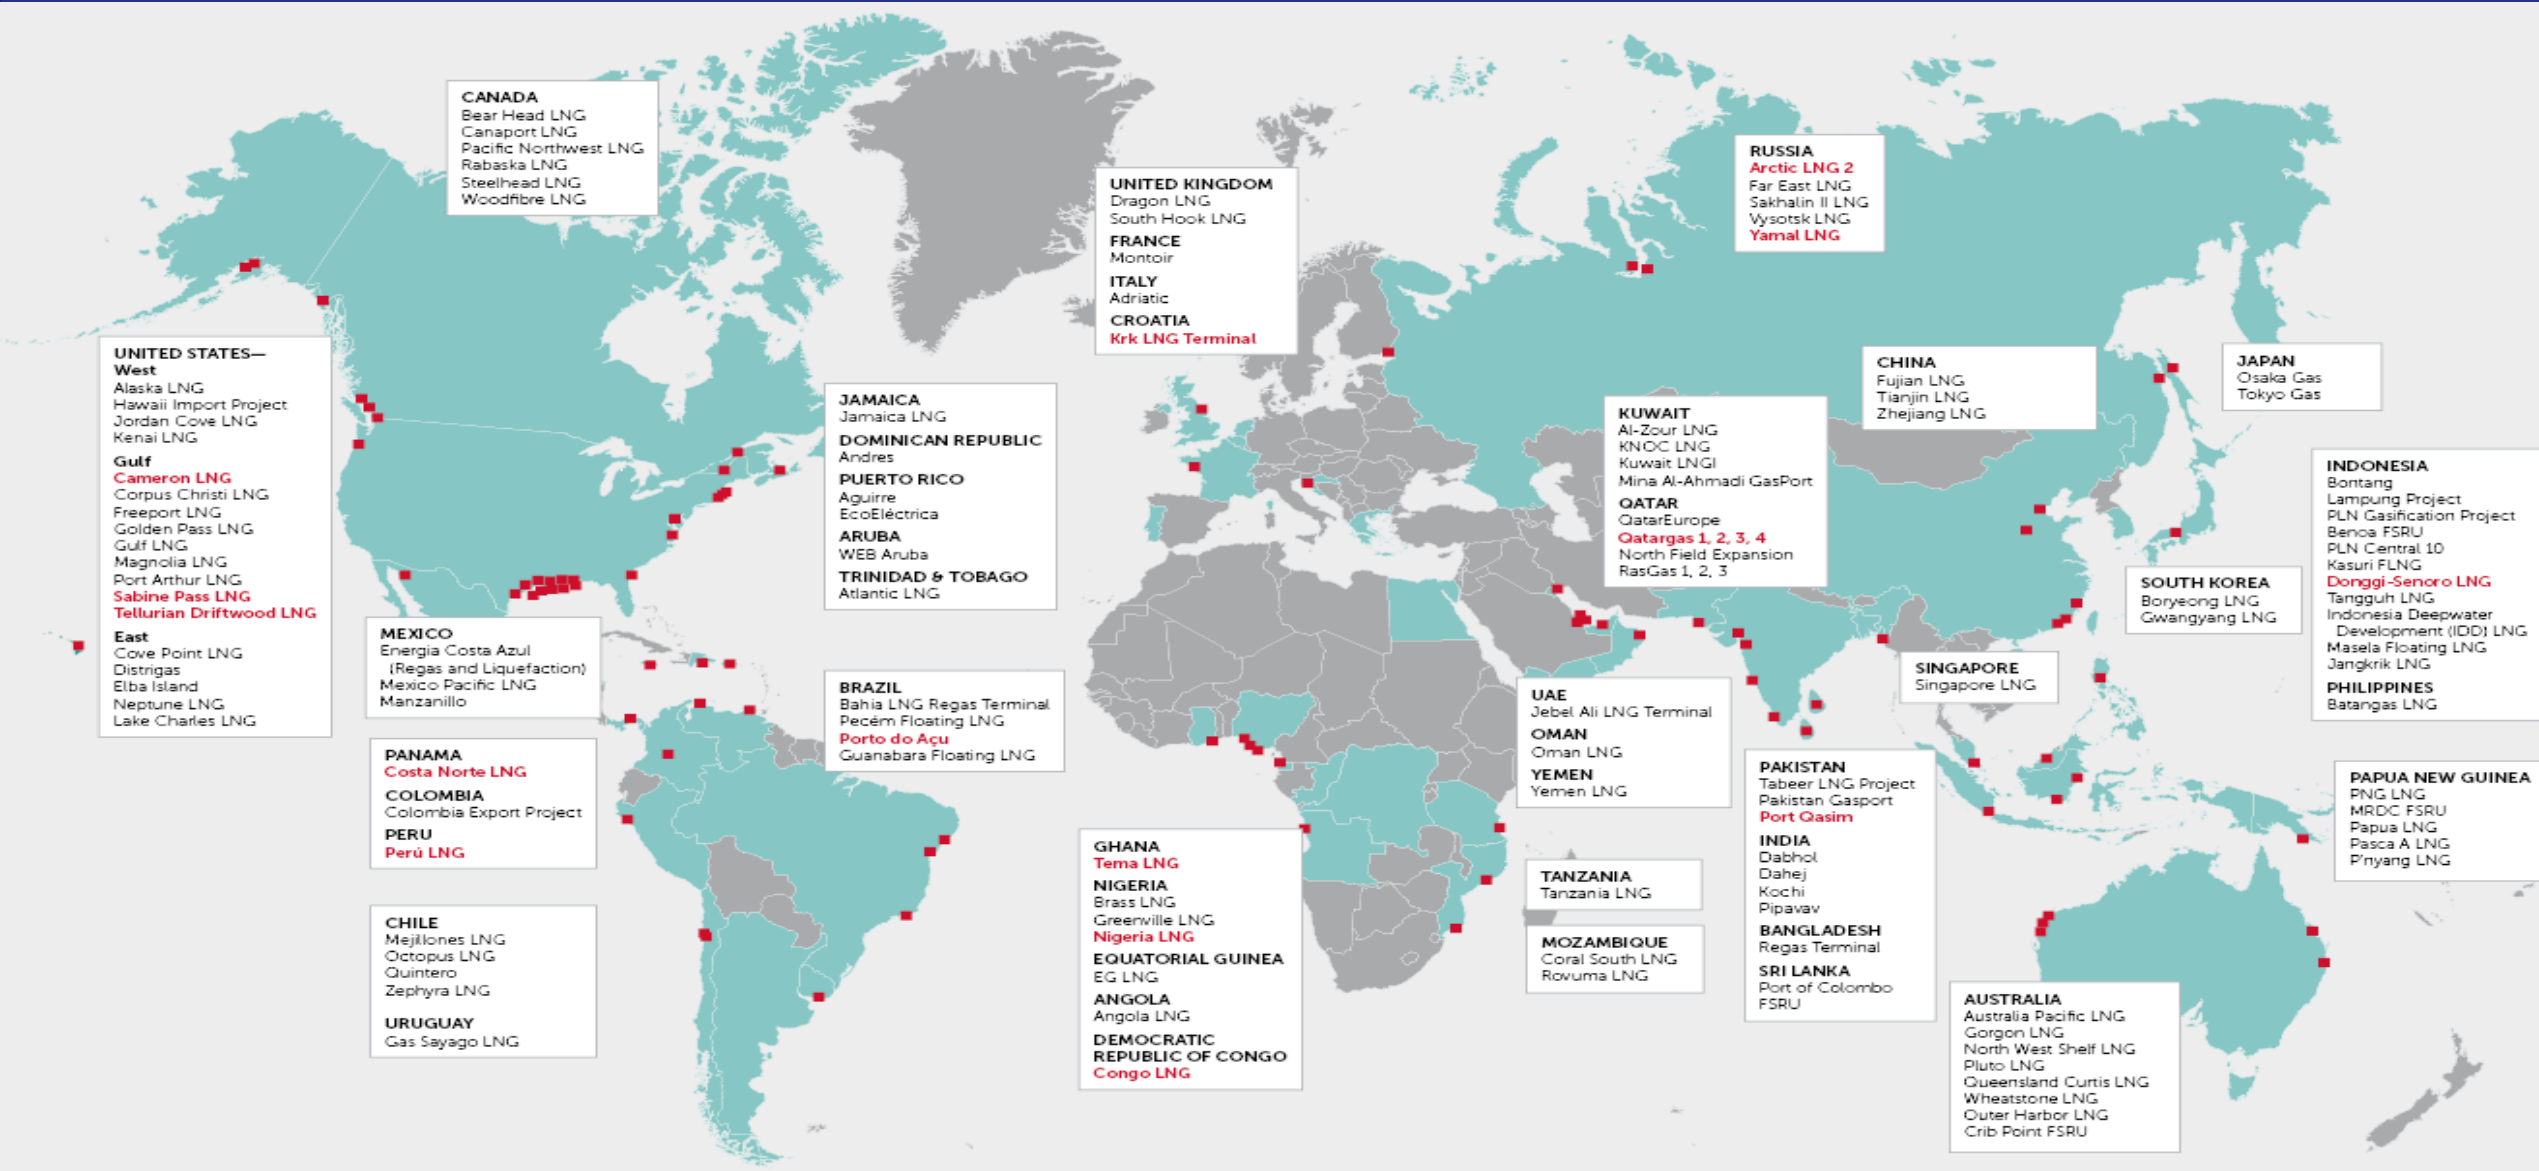 CANADA
Bear Head LNG
Canaport LNG
Pacific Northwest LNG
Rabaska LNG
Steelhead LNG
Woodfibre LNG
UNITED STATES—
West
Alaska LNG
Hawaii Import Project
Jordan Cove LNG
Kenai LNG
Gulf
Cameron LNG
Corpus Christi LNG
Freeport LNG
Golden Pass LNG
Gulf LNG
Magnolia LNG
Port Arthur LNG
Sabine Pass LNG
Tellurian Driftwood LNG
East
Cove Point LNG
Distrigas
Elba Island
Neptune LNG
Lake Charles LNG
MEXICO
Energia Costa Azul
(Regas and Liquefaction)
Mexico Pacific LNG
Manzanillo
PANAMA
Costa Norte LNG
COLOMBIA
Colombia Export Project
PERU
Perú LNG
CHILE
Mejillones LNG
Octopus LNG
Quintero
Zephyra LNG
URUGUAY
Gas Sayago LNG
JAMAICA
Jamaica LNG
DOMINICAN REPUBLIC
Andres
PUERTO RICO
Aguirre
EcoEléctrica
ARUBA
WEB Aruba
TRINIDAD & TOBAGO
Atlantic LNG
BRAZIL
Bahia LNG Regas Terminal
Pecém Floating LNG
Porto do Açu
Guanabara Floating LNG
UNITED KINGDOM
Dragon LNG
South Hook LNG
FRANCE
Montoir
ITALY
Adriatic
CROATIA
Krk LNG Terminal
GHANA
Tema LNG
NIGERIA
Brass LNG
Greenville LNG
Nigeria LNG
EQUATORIAL GUINEA
EG LNG
ANGOLA
Angola LNG
DEMOCRATIC
REPUBLIC OF CONGO
Congo LNG
RUSSIA
Arctic LNG 2
Far East LNG
Sakhalin II LNG
Vysotsk LNG
Yamal LNG
KUWAIT
Al-Zour LNG
KNOC LNG
Kuwait LNGI
Mina Al-Ahmadi GasPort
QATAR
QatarEurope
Qatargas 1, 2, 3, 4
North Field Expansion
RasGas 1, 2, 3
UAE
Jebel Ali LNG Terminal
OMAN
Oman LNG
YEMEN
Yemen LNG
TANZANIA
Tanzania LNG
MOZAMBIQUE
Coral South LNG
Rovuma LNG
PAKISTAN
Tabeer LNG Project
Pakistan Gasport
Port Qasim
INDIA
Dabhol
Dahej
Kochi
Pipavav
BANGLADESH
Regas Terminal
SRI LANKA
Port of Colombo
FSRU
CHINA
Fujian LNG
Tianjin LNG
Zhejiang LNG
JAPAN
Osaka Gas
Tokyo Gas
SOUTH KOREA
Boryeong LNG
Gwangyang LNG
SINGAPORE
Singapore LNG
INDONESIA
Bontang
Lampung Project
PLN Gasification Project
Benoa FSRU
PLN Central 10
Kasuri FLNG
Donggi-Senoro LNG
Tangguh LNG
Indonesia Deepwater
Development (IDD) LNG
Masela Floating LNG
Jangkrik LNG
PHILIPPINES
Batangas LNG
PAPUA NEW GUINEA
PNG LNG
MRDC FSRU
Papua LNG
Pasca A LNG
P'nyang LNG
AUSTRALIA
Australia Pacific LNG
Gorgon LNG
North West Shelf LNG
Pluto LNG
Queensland Curtis LNG
Wheatstone LNG
Outer Harbor LNG
Crib Point FSRU